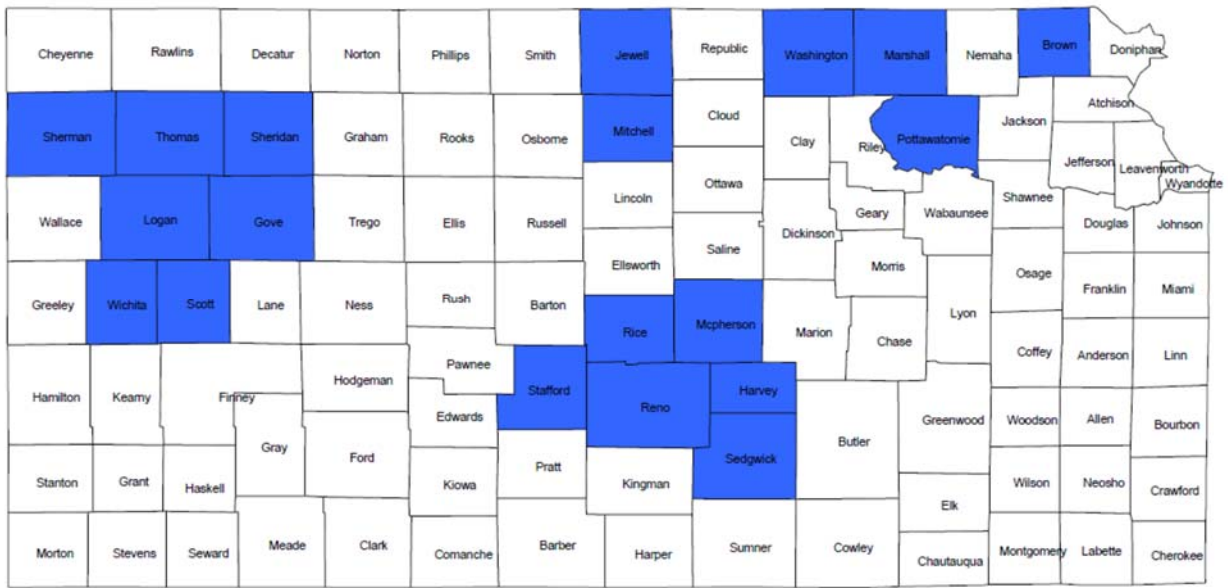 Cheyenne
Rawlins
Decatur
Norton
Phillips
Smith
Jewell
Republic
Washington
Marshall
Nemaha
Brown
Doniphan
Sherman
Thomas
Sheridan
Graham
Rooks
Osborne
Mitchell
Cloud
Clay
Riley
Pottawatomie
Jackson
Atchison
Jefferson
Leavenworth
Wyandotte
Wallace
Logan
Gove
Trego
Ellis
Russell
Lincoln
Ottawa
Saline
Dickinson
Geary
Wabaunsee
Shawnee
Douglas
Johnson
Greeley
Wichita
Scott
Lane
Ness
Rush
Barton
Ellsworth
Rice
Mcpherson
Marion
Morris
Chase
Lyon
Osage
Franklin
Miami
Hamilton
Kearny
Finney
Hodgeman
Pawnee
Edwards
Stafford
Reno
Harvey
Sedgwick
Butler
Greenwood
Coffey
Anderson
Linn
Woodson
Allen
Bourbon
Stanton
Grant
Haskell
Gray
Ford
Kiowa
Pratt
Kingman
Elk
Wilson
Neosho
Crawford
Morton
Stevens
Seward
Meade
Clark
Comanche
Barber
Harper
Sumner
Cowley
Chautauqua
Montgomery
Labette
Cherokee